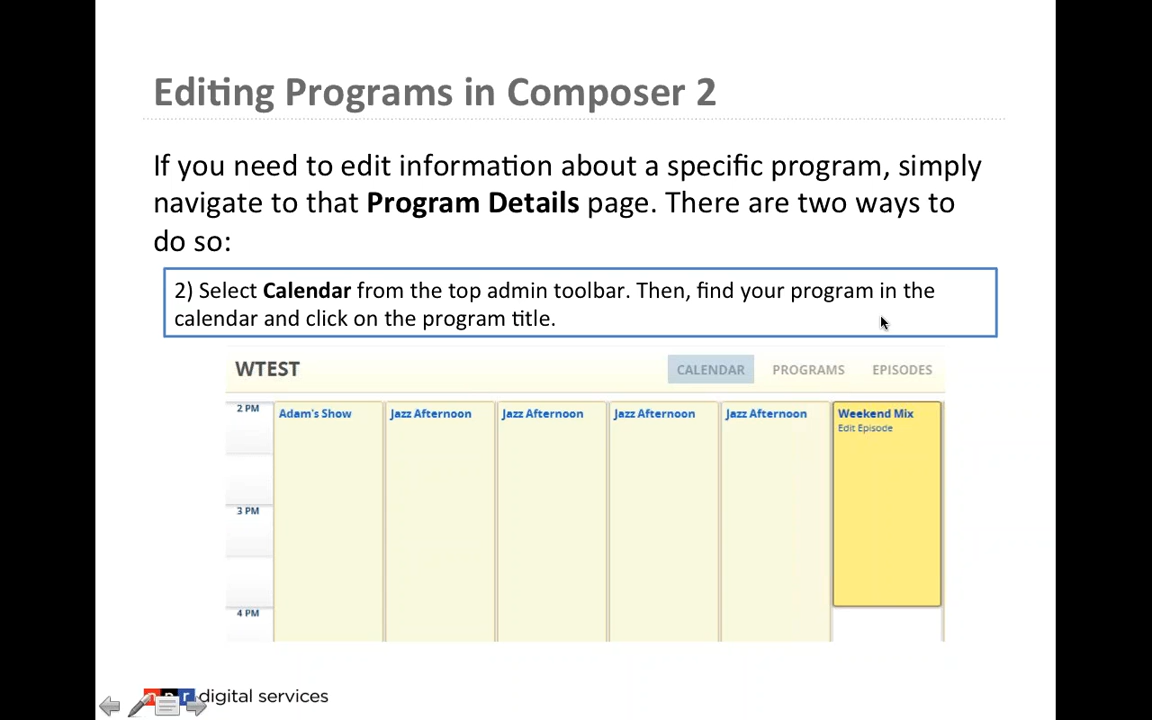 Editing Programs in Composer 2
If you need to edit information about a specific program, simply
navigate to that Program Details page. There are two ways to
do so:
2) Select Calendar from the top admin toolbar. Then, find your program in the
calendar and click on the program title.
WTEST CALENDAR PROGRAMS EPISODES
2 PM Adam's Show Jazz Afternoon Jazz Afternoon Jazz Afternoon Jazz Afternoon Weekend Mix
Edit Episode
3 PM
4 PM
digital services